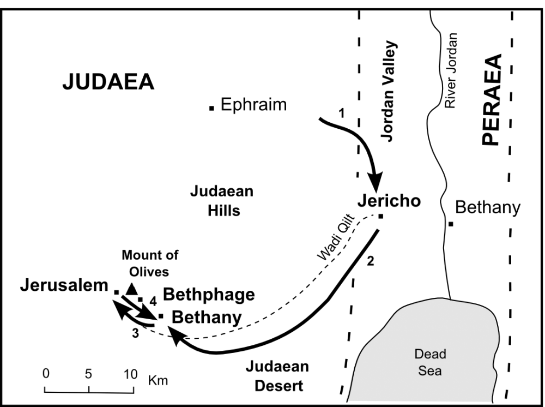 JUDAEA
Ephraim
1
Jordan Valley
River Jordan
PERAEA
Judaean
Hills
Jericho
Bethany
Wadi Qilt
2
Mount of
Olives
Jerusalem
4
Bethphage
Bethany
3
Judaean
Desert
Dead
Sea
0 5 10 Km